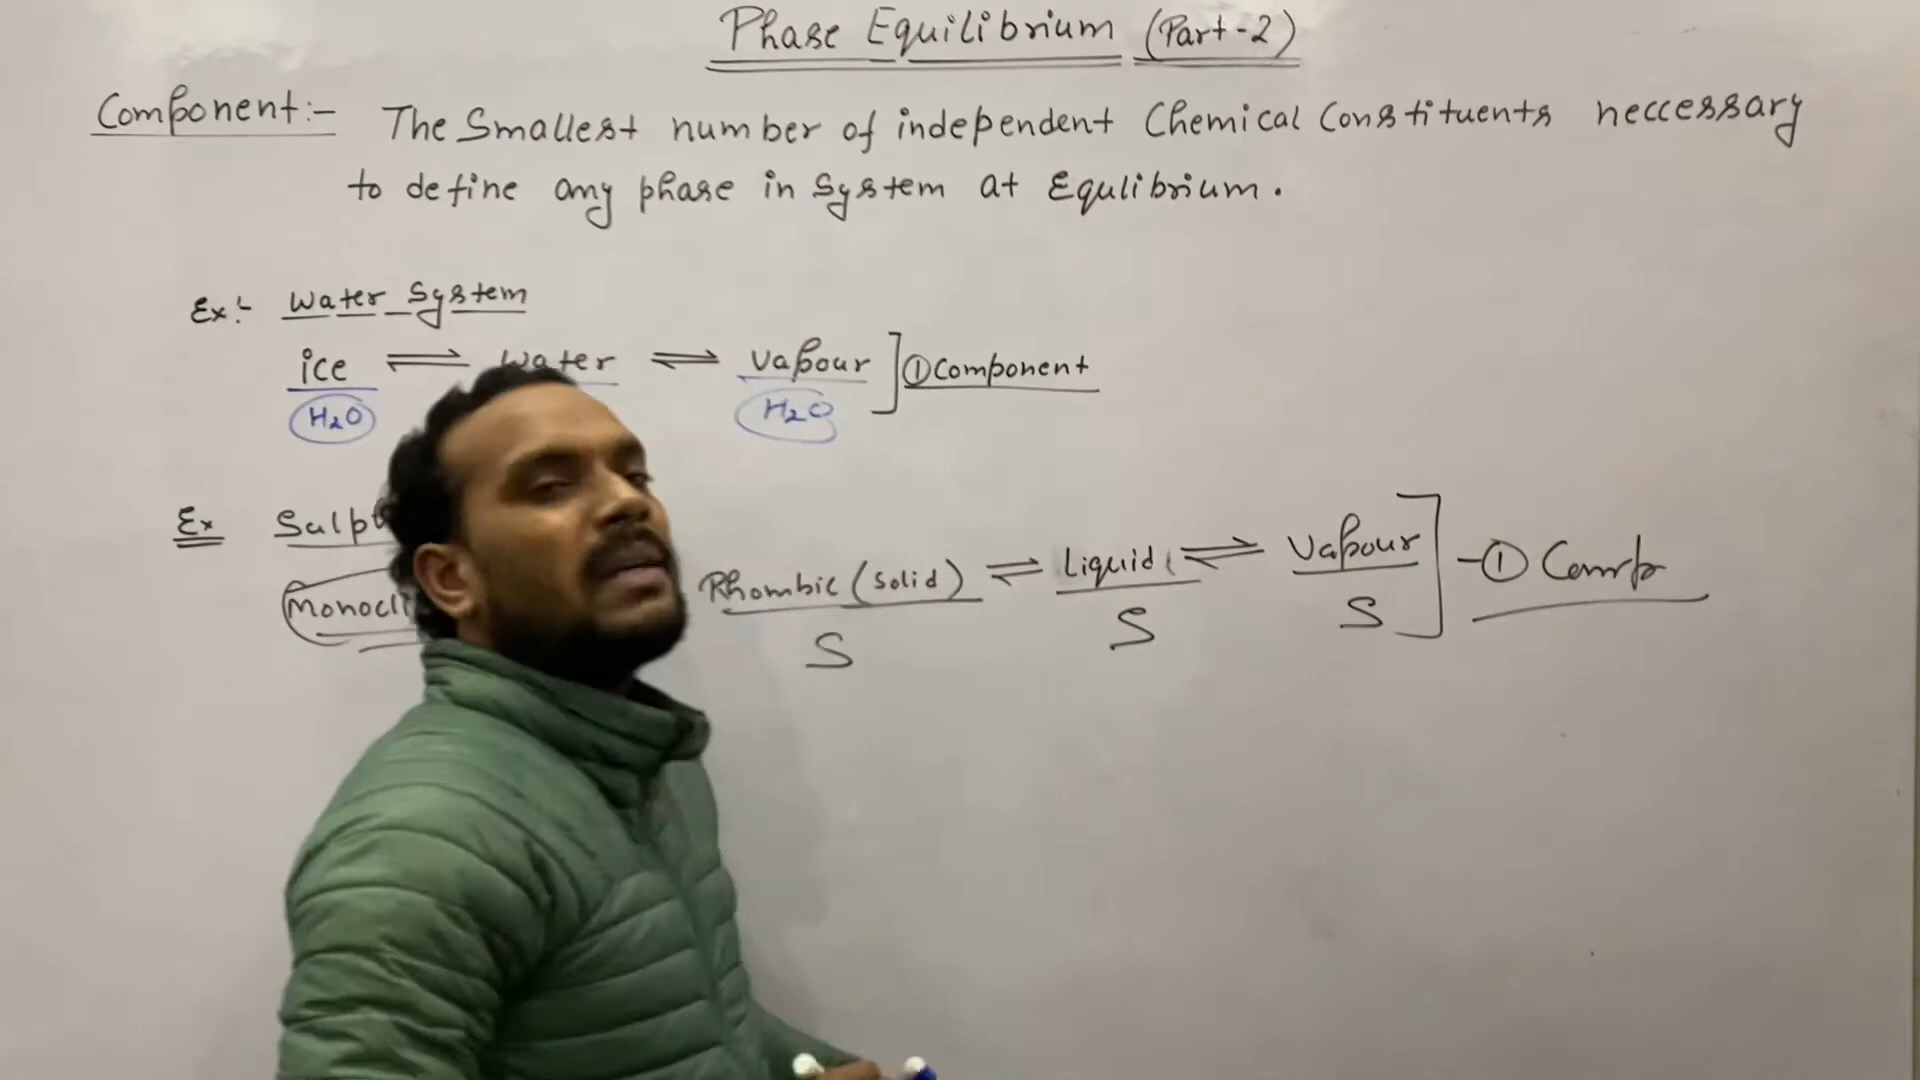 Phase Equilibrium (Part-2)
Component:- The Smallest number of independent Chemical Constituents neccessary
to define any phase in System at Equlibrium.
Ex:- Water System
ice ⇌ Water ⇌ Vapour ] ① Component
H₂O H₂O
Ex
Rhombic (Solid) ⇌ Liquid ⇌ Vapour ] - ① Comp
S S S